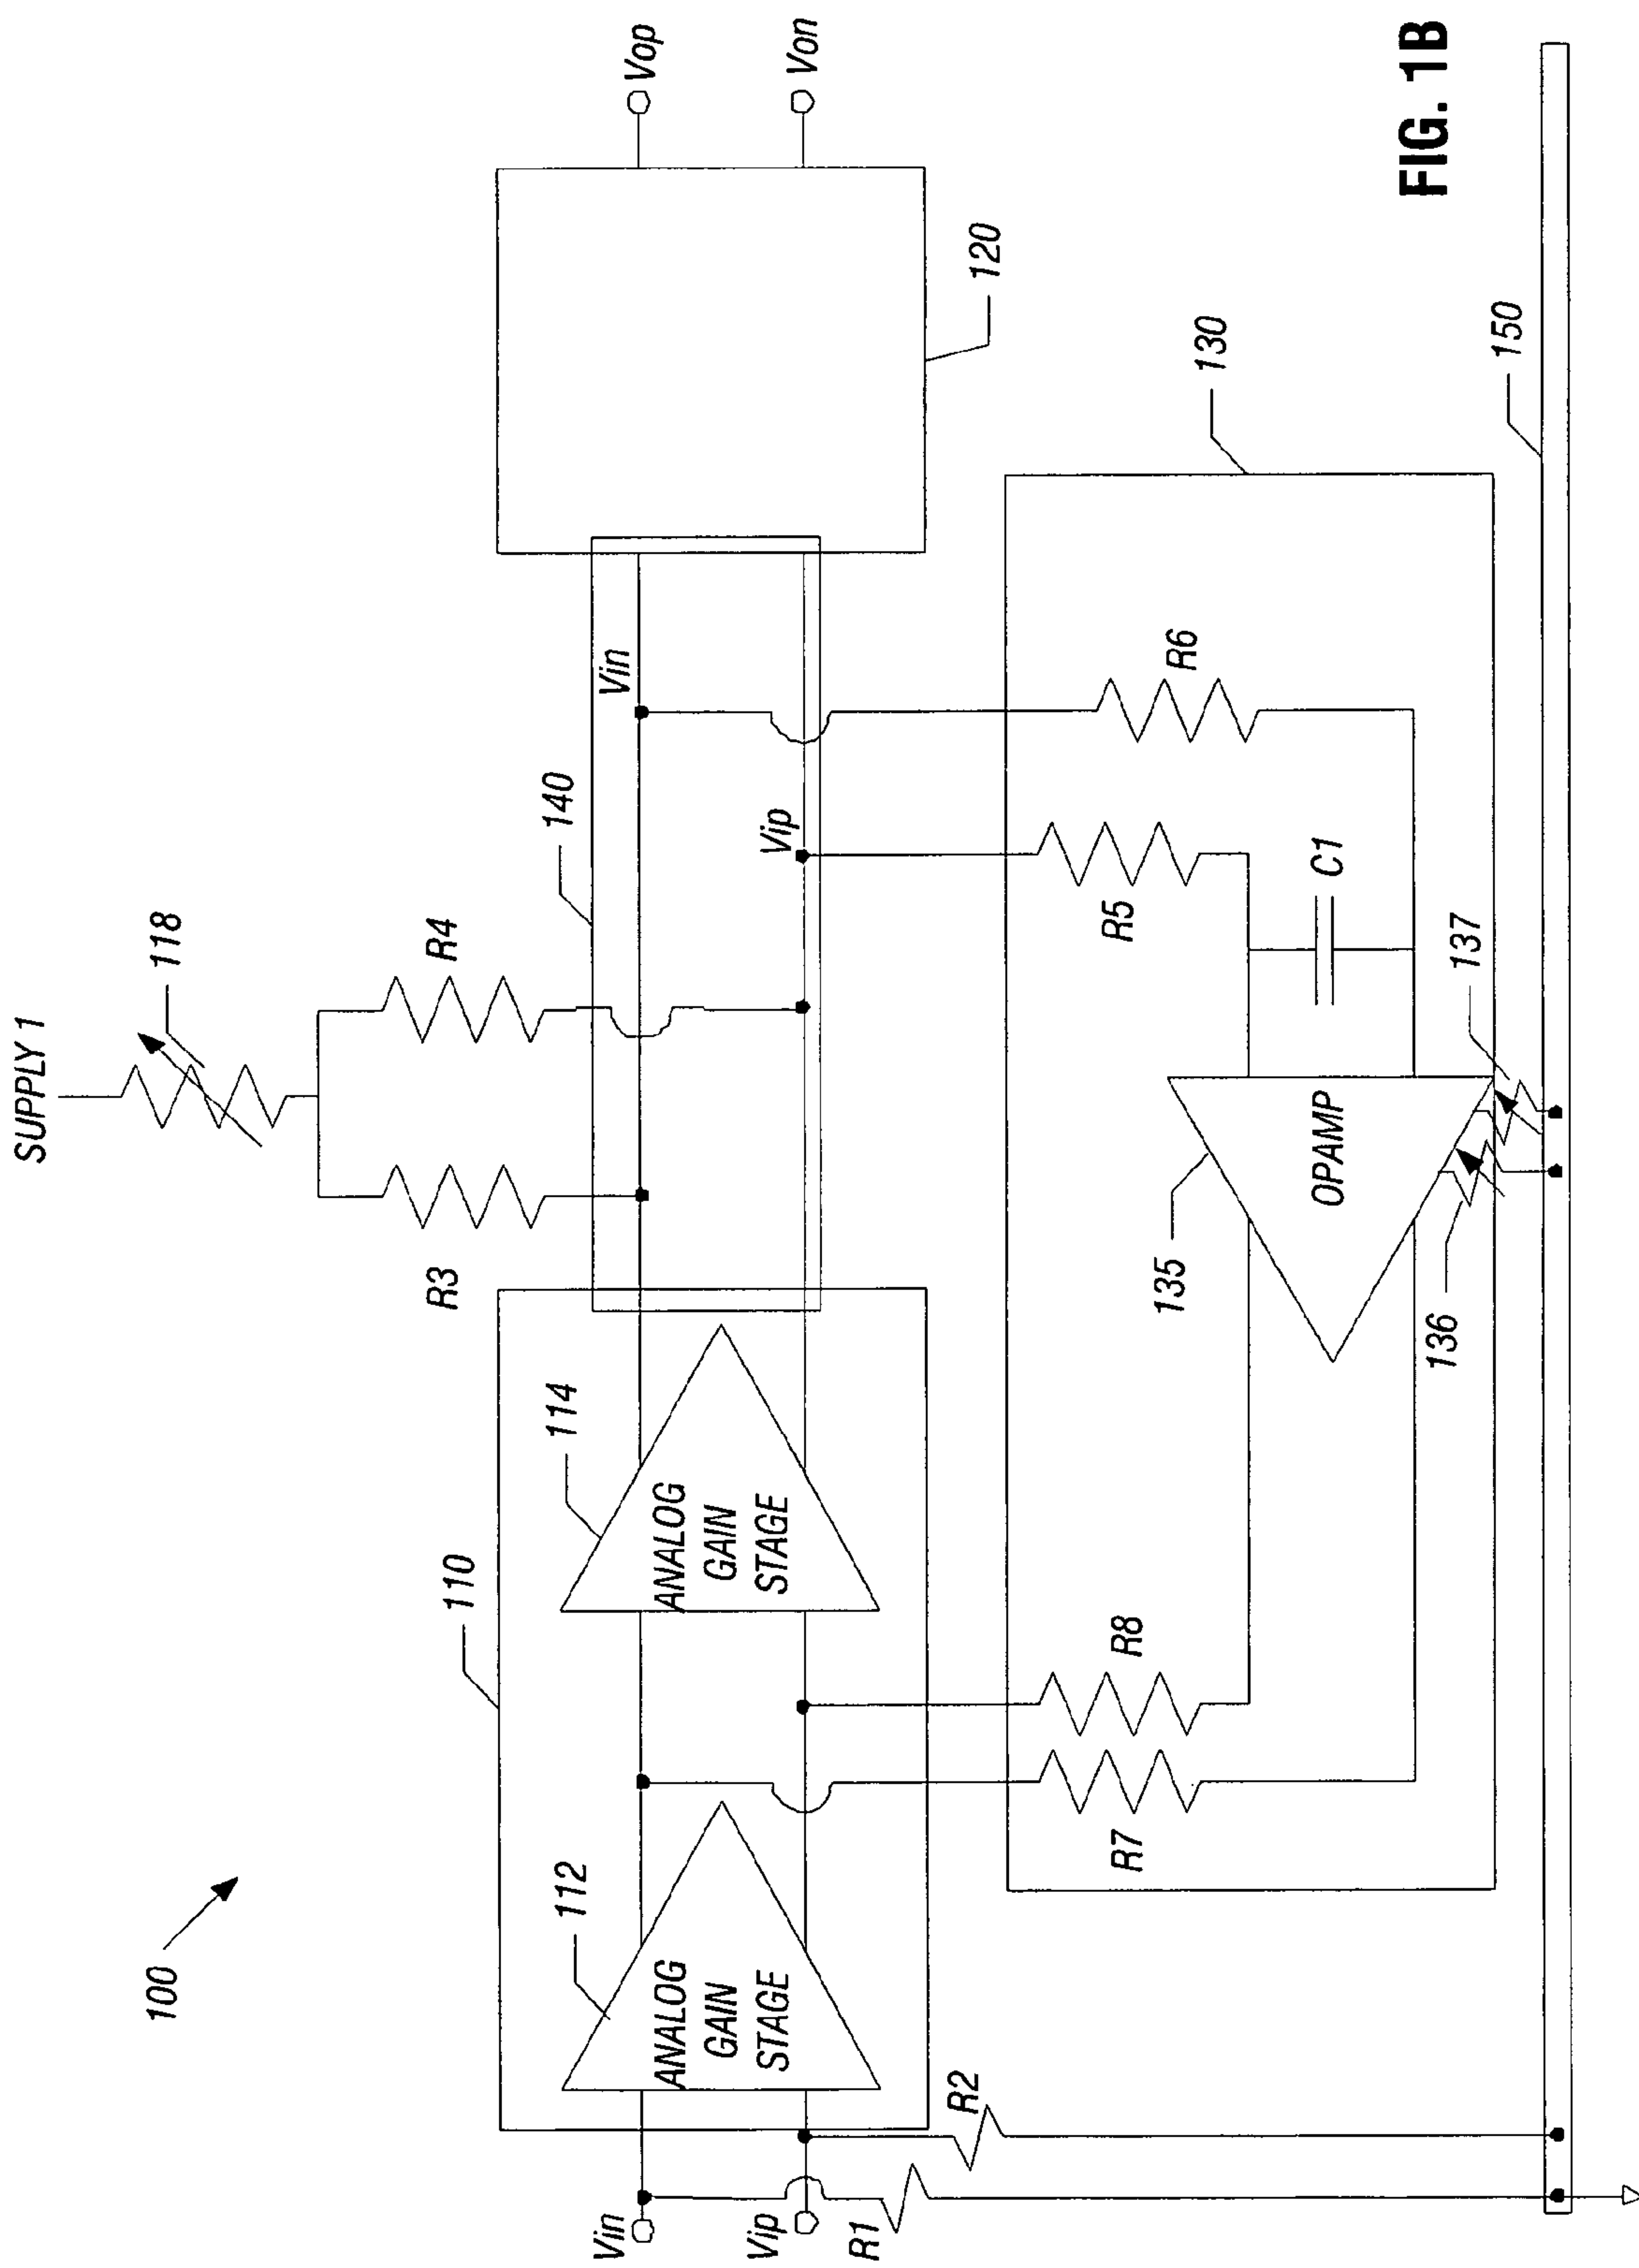 100
SUPPLY 1
118
R3
R4
110
112
114
140
Vin
Vip
ANALOG
GAIN
STAGE
ANALOG
GAIN
STAGE
Vin
Vip
Vop
Von
120
R1
R2
R7
R8
R5
R6
C1
130
135
OPAMP
136
137
150
FIG. 1B